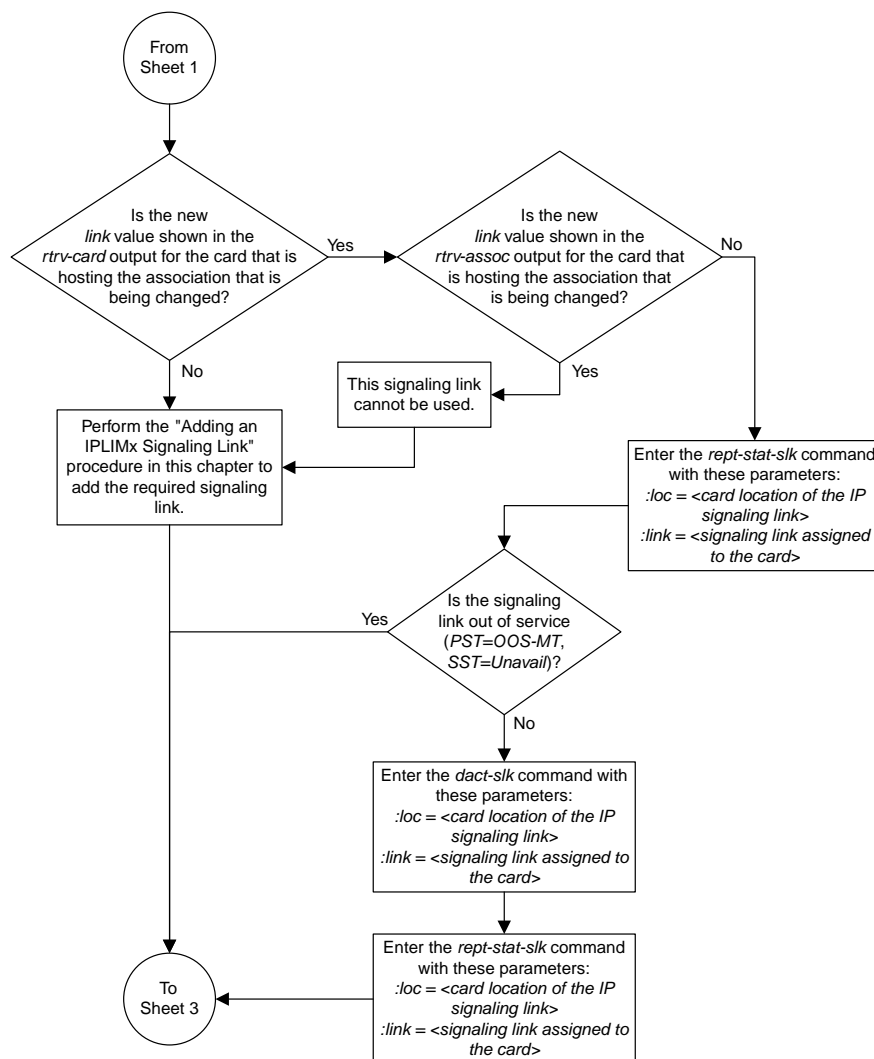 From
Sheet 1
Is the new
link value shown in the
rtrv-card output for the card that is
hosting the association that is
being changed?
Yes
Is the new
link value shown in the
rtrv-assoc output for the card that
is hosting the association that
is being changed?
No
No
Yes
This signaling link
cannot be used.
Perform the "Adding an
IPLIMx Signaling Link"
procedure in this chapter to
add the required signaling
link.
Enter the rept-stat-slk command
with these parameters:
:loc = <card location of the IP
signaling link>
:link = <signaling link assigned
to the card>
Yes
Is the signaling
link out of service
(PST=OOS-MT,
SST=Unavail)?
No
Enter the dact-slk command with
these parameters:
:loc = <card location of the IP
signaling link>
:link = <signaling link assigned to
the card>
Enter the rept-stat-slk command
with these parameters:
:loc = <card location of the IP
signaling link>
:link = <signaling link assigned to
the card>
To
Sheet 3